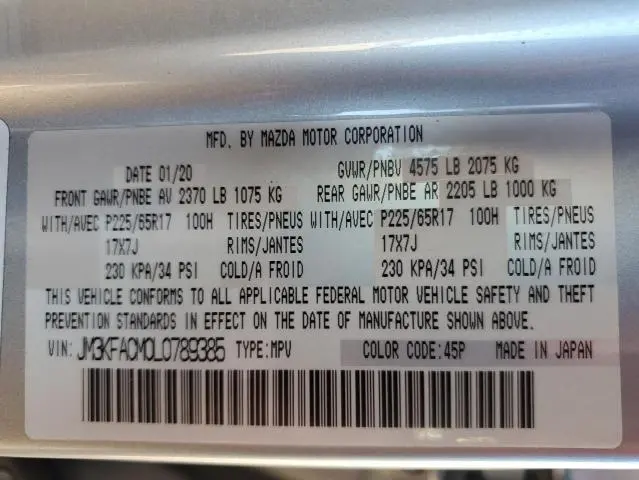 MFD. BY MAZDA MOTOR CORPORATION
DATE 01/20 GVWR/PNBV 4575 LB 2075 KG
FRONT GAWR/PNBE AV 2370 LB 1075 KG REAR GAWR/PNBE AR 2205 LB 1000 KG
WITH/AVEC P225/65R17 100H TIRES/PNEUS WITH/AVEC P225/65R17 100H TIRES/PNEUS
17X7J RIMS/JANTES 17X7J RIMS/JANTES
230 KPA/34 PSI COLD/A FROID 230 KPA/34 PSI COLD/A FROID
THIS VEHICLE CONFORMS TO ALL APPLICABLE FEDERAL MOTOR VEHICLE SAFETY AND THEFT
PREVENTION STANDARDS IN EFFECT ON THE DATE OF MANUFACTURE SHOWN ABOVE.
VIN: JM3KFACM0L0789385 TYPE:MPV COLOR CODE:45P MADE IN JAPAN